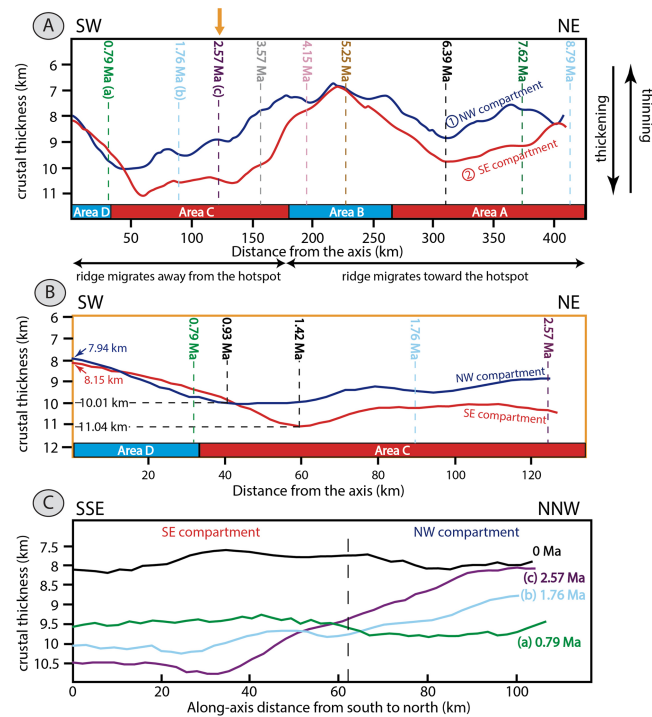 A
SW
NE
crustal thickness (km)
6
7
8
9
10
11
0.79 Ma (a)
1.76 Ma (b)
2.57 Ma (c)
3.57 Ma
4.15 Ma
5.25 Ma
6.39 Ma
7.62 Ma
8.79 Ma
1 NW compartment
2 SE compartment
thickening
thinning
Area D
Area C
Area B
Area A
50
100
150
200
250
300
350
400
Distance from the axis (km)
ridge migrates away from the hotspot
ridge migrates toward the hotspot
B
SW
NE
crustal thickness (km)
6
7
8
9
10
11
12
7.94 km
8.15 km
10.01 km
11.04 km
0.79 Ma
0.93 Ma
1.42 Ma
1.76 Ma
2.57 Ma
NW compartment
SE compartment
Area D
Area C
20
40
60
80
100
120
Distance from the axis (km)
C
SSE
NNW
crustal thickness (km)
7.5
8
8.5
9
9.5
10
10.5
SE compartment
NW compartment
0 Ma
(c) 2.57 Ma
(b) 1.76 Ma
(a) 0.79 Ma
0
20
40
60
80
100
Along-axis distance from south to north (km)